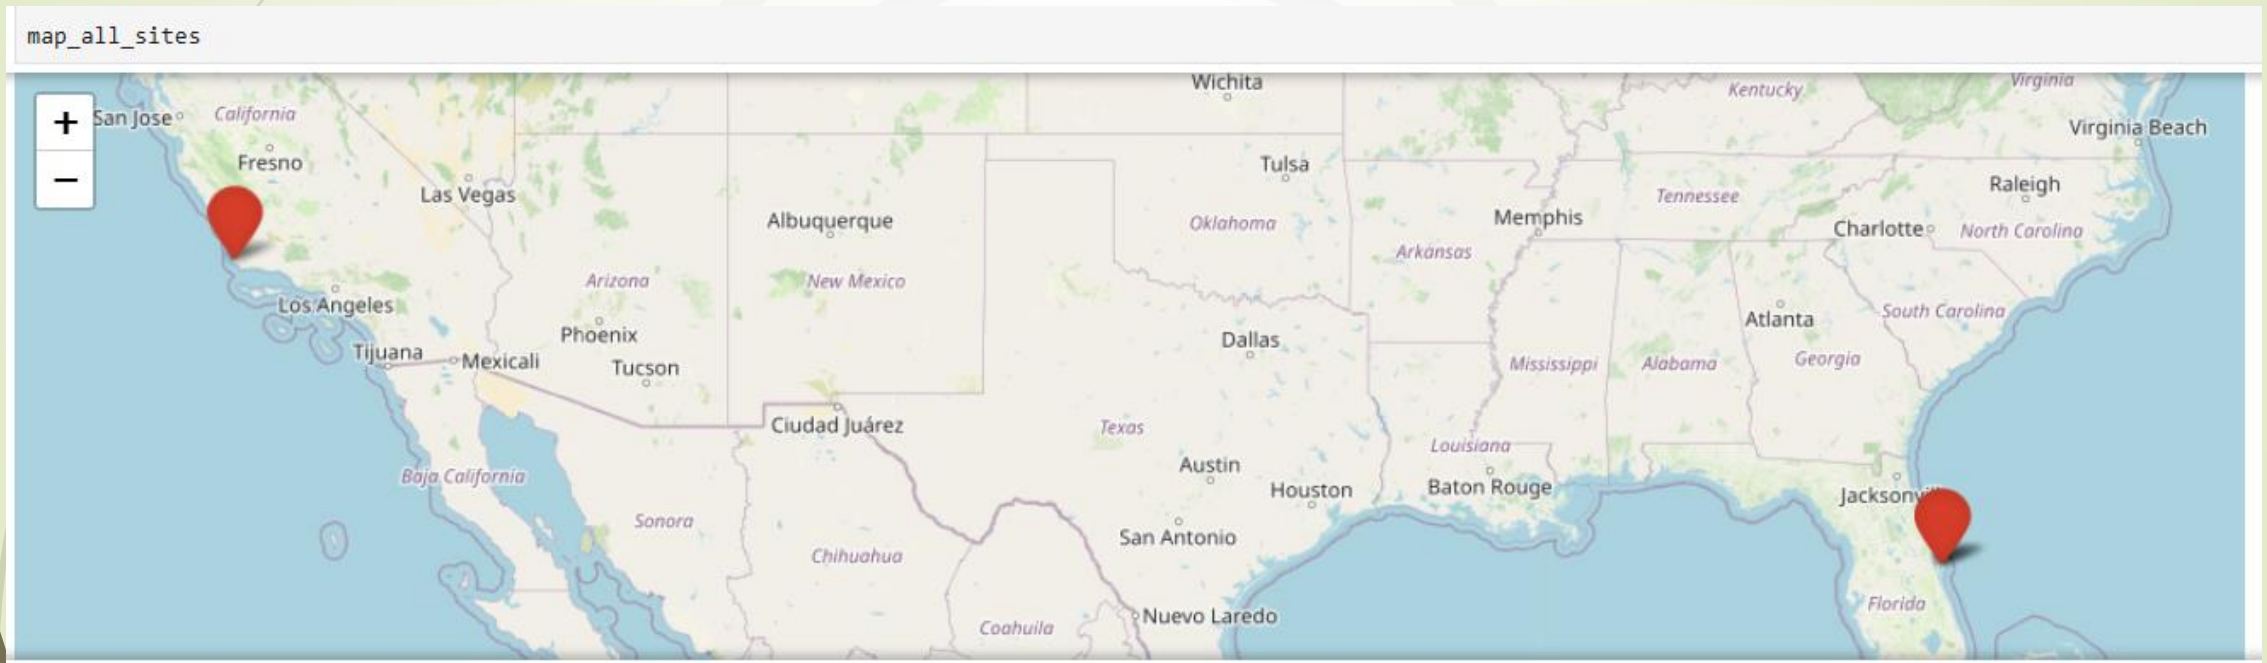 map_all_sites
+
−
Wichita
Kentucky
Virginia
San Jose
California
Virginia Beach
Fresno
Las Vegas
Tulsa
Tennessee
Raleigh
Albuquerque
Oklahoma
Memphis
Charlotte
North Carolina
Arkansas
Arizona
New Mexico
Los Angeles
South Carolina
Phoenix
Dallas
Atlanta
Tijuana
Mexicali
Tucson
Mississippi
Alabama
Georgia
Ciudad Juárez
Texas
Louisiana
Baja California
Austin
Houston
Baton Rouge
Sonora
San Antonio
Chihuahua
Florida
Nuevo Laredo
Coahuila